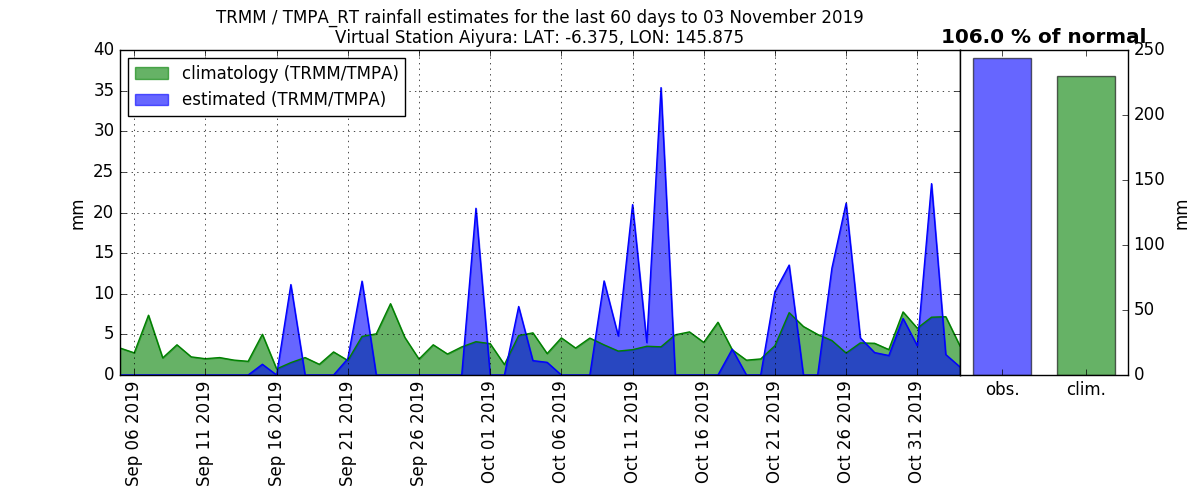 TRMM / TMPA_RT rainfall estimates for the last 60 days to 03 November 2019
Virtual Station Aiyura: LAT: -6.375, LON: 145.875
106.0 % of normal
climatology (TRMM/TMPA)
estimated (TRMM/TMPA)
40
35
30
25
20
15
10
5
0
mm
Sep 06 2019
Sep 11 2019
Sep 16 2019
Sep 21 2019
Sep 26 2019
Oct 01 2019
Oct 06 2019
Oct 11 2019
Oct 16 2019
Oct 21 2019
Oct 26 2019
Oct 31 2019
obs.
clim.
250
200
150
100
50
0
mm